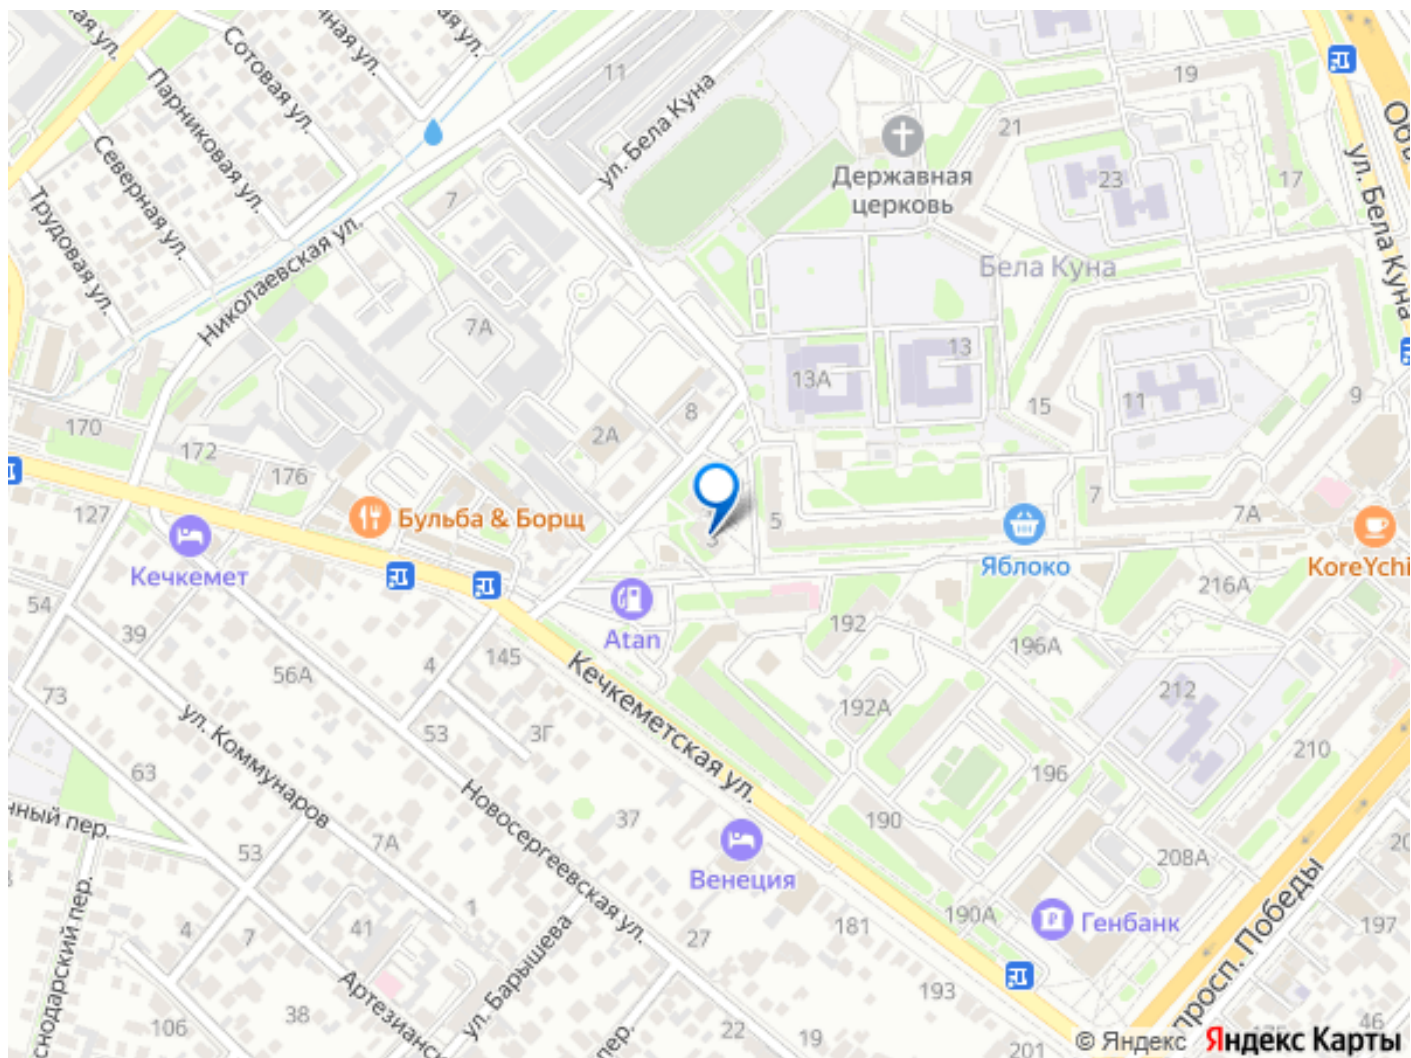 Сотовая ул.
Парниковая ул.
Северная ул.
Трудовая ул.
11
ул. Бела Куна
19
21
Державная
церковь
23
17
ул. Бела Куна
7
Николаевская ул.
Бела Куна
7А
13
13А
15
11
9
8
2А
170
172
176
127
Бульба & Борщ
Кечкемет
3
5
7
7А
Яблоко
KoreYchi
216А
Atan
54
39
56А
4
145
192
196А
73
Кечкеметская ул.
192А
212
53
3Г
210
63
ул. Коммунаров
196
Новосергеевская ул.
37
190
7А
53
Венеция
208А
просп. Победы
1
190А
Генбанк
181
197
41
4
7
27
ул. Барышева
193
38
106
22
19
201
46
© Яндекс Яндекс Карты